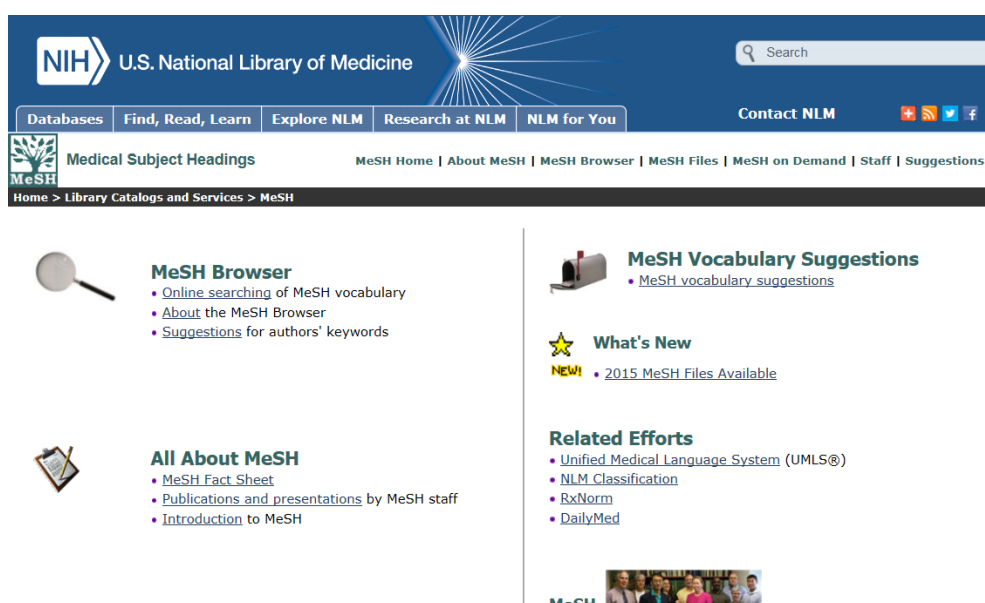 NIH U.S. National Library of Medicine
Search
Databases Find, Read, Learn Explore NLM Research at NLM NLM for You
Contact NLM
MeSH
Medical Subject Headings
MeSH Home | About MeSH | MeSH Browser | MeSH Files | MeSH on Demand | Staff | Suggestions
Home > Library Catalogs and Services > MeSH
MeSH Browser
• Online searching of MeSH vocabulary
• About the MeSH Browser
• Suggestions for authors' keywords
All About MeSH
• MeSH Fact Sheet
• Publications and presentations by MeSH staff
• Introduction to MeSH
MeSH Vocabulary Suggestions
• MeSH vocabulary suggestions
What's New
NEW! • 2015 MeSH Files Available
Related Efforts
• Unified Medical Language System (UMLS®)
• NLM Classification
• RxNorm
• DailyMed
MeSH